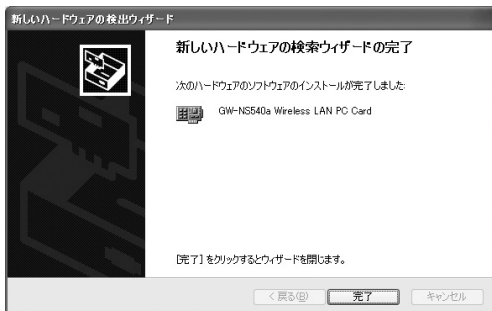 新しいハードウェアの検出ウィザード
新しいハードウェアの検索ウィザードの完了
次のハードウェアのソフトウェアのインストールが完了しました:
GW-NS540a Wireless LAN PC Card
[完了] をクリックするとウィザードを閉じます。
< 戻る(B) 完了 キャンセル